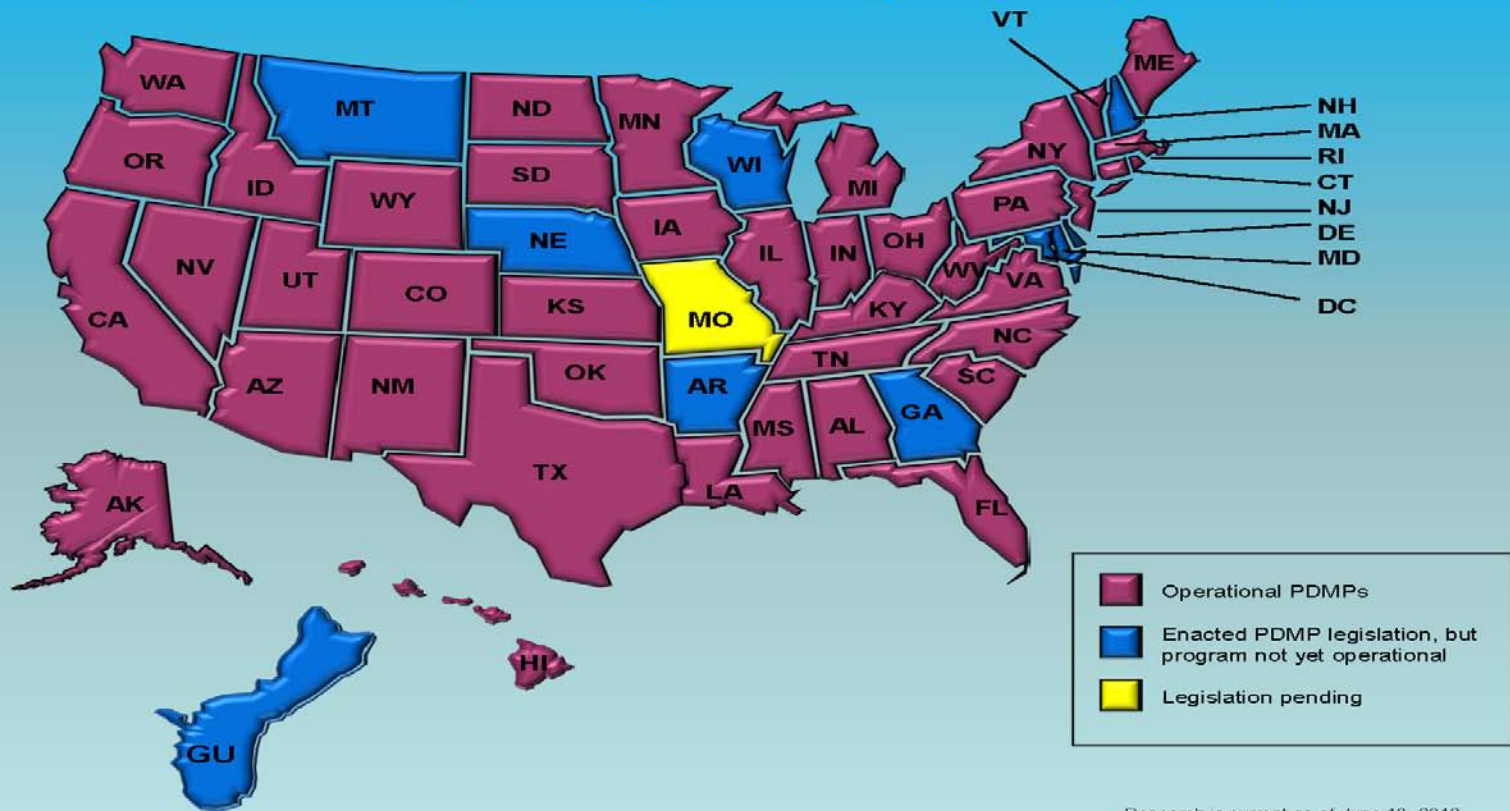 VT
ME
WA
MT
ND
MN
NH
MA
OR
ID
SD
WI
NY
RI
MI
CT
WY
PA
NJ
IA
NE
DE
OH
IL
IN
MD
NV
UT
WV
CO
VA
DC
KS
KY
CA
MO
NC
TN
OK
SC
AZ
NM
AR
GA
MS
AL
TX
LA
AK
FL
Operational PDMPs
Enacted PDMP legislation, but
program not yet operational
HI
Legislation pending
GU